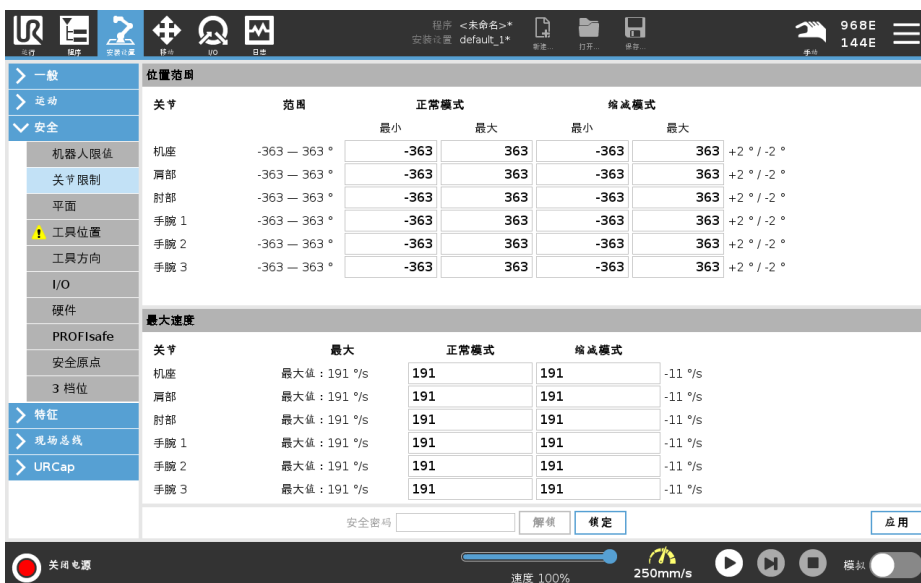 程序 <未命名>*
安装设置 default_1*
968E
144E
运行 程序 安装设置 移动 I/O 日志 新建... 打开... 保存... 手动
一般
运动
安全
机器人限值
关节限制
平面
工具位置
工具方向
I/O
硬件
PROFIsafe
安全原点
3 档位
特征
现场总线
URCap
位置范围
关节 范围 正常模式 缩减模式
最小 最大 最小 最大
机座 -363 — 363 ° -363 363 -363 363 +2 ° / -2 °
肩部 -363 — 363 ° -363 363 -363 363 +2 ° / -2 °
肘部 -363 — 363 ° -363 363 -363 363 +2 ° / -2 °
手腕 1 -363 — 363 ° -363 363 -363 363 +2 ° / -2 °
手腕 2 -363 — 363 ° -363 363 -363 363 +2 ° / -2 °
手腕 3 -363 — 363 ° -363 363 -363 363 +2 ° / -2 °
最大速度
关节 最大 正常模式 缩减模式
机座 最大值：191 °/s 191 191 -11 °/s
肩部 最大值：191 °/s 191 191 -11 °/s
肘部 最大值：191 °/s 191 191 -11 °/s
手腕 1 最大值：191 °/s 191 191 -11 °/s
手腕 2 最大值：191 °/s 191 191 -11 °/s
手腕 3 最大值：191 °/s 191 191 -11 °/s
安全密码 解锁 锁定 应用
关闭电源
速度 100%
250mm/s
模拟